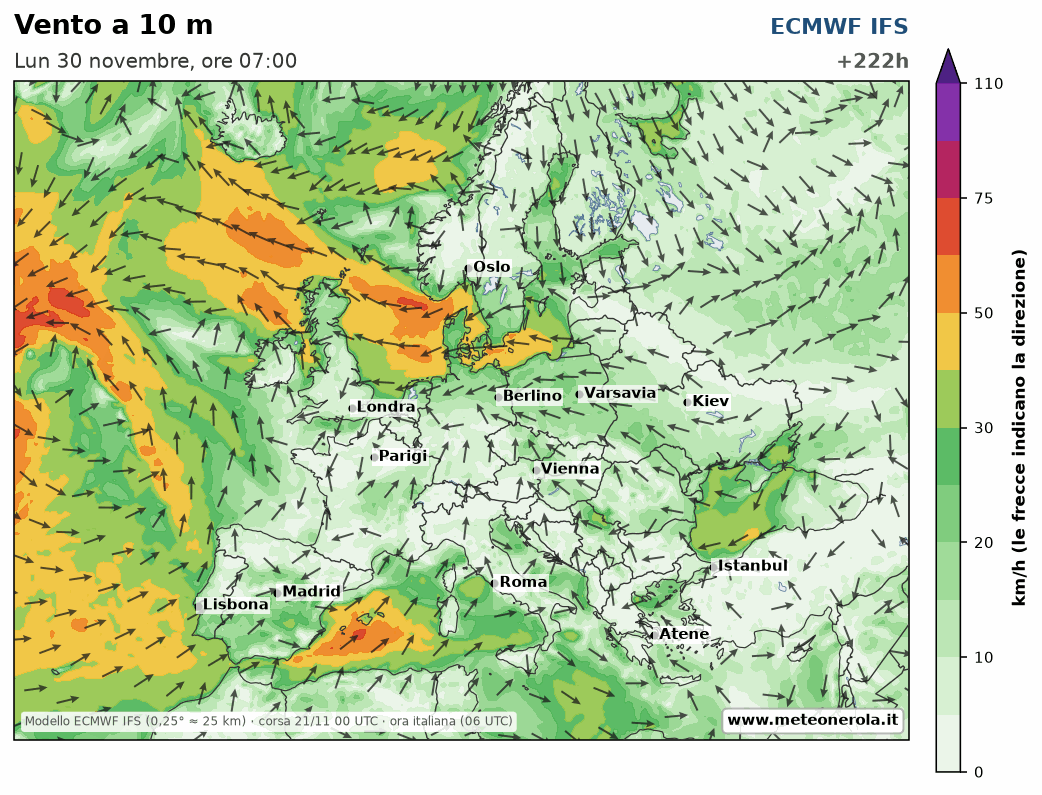 Vento a 10 m
ECMWF IFS
Lun 30 novembre, ore 07:00
+222h
110
75
50
30
20
10
0
km/h (le frecce indicano la direzione)
Oslo
Londra
Berlino
Varsavia
Kiev
Parigi
Vienna
Istanbul
Roma
Madrid
Lisbona
Atene
Modello ECMWF IFS (0,25° ≈ 25 km) · corsa 21/11 00 UTC · ora italiana (06 UTC)
www.meteonerola.it